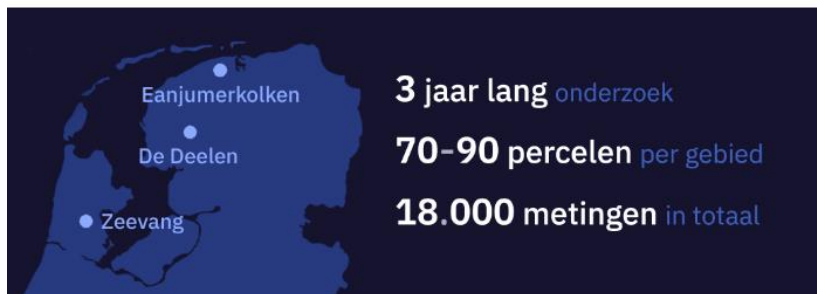 Eanjumerkolken
De Deelen
Zeevang
3 jaar lang onderzoek
70-90 percelen per gebied
18.000 metingen in totaal